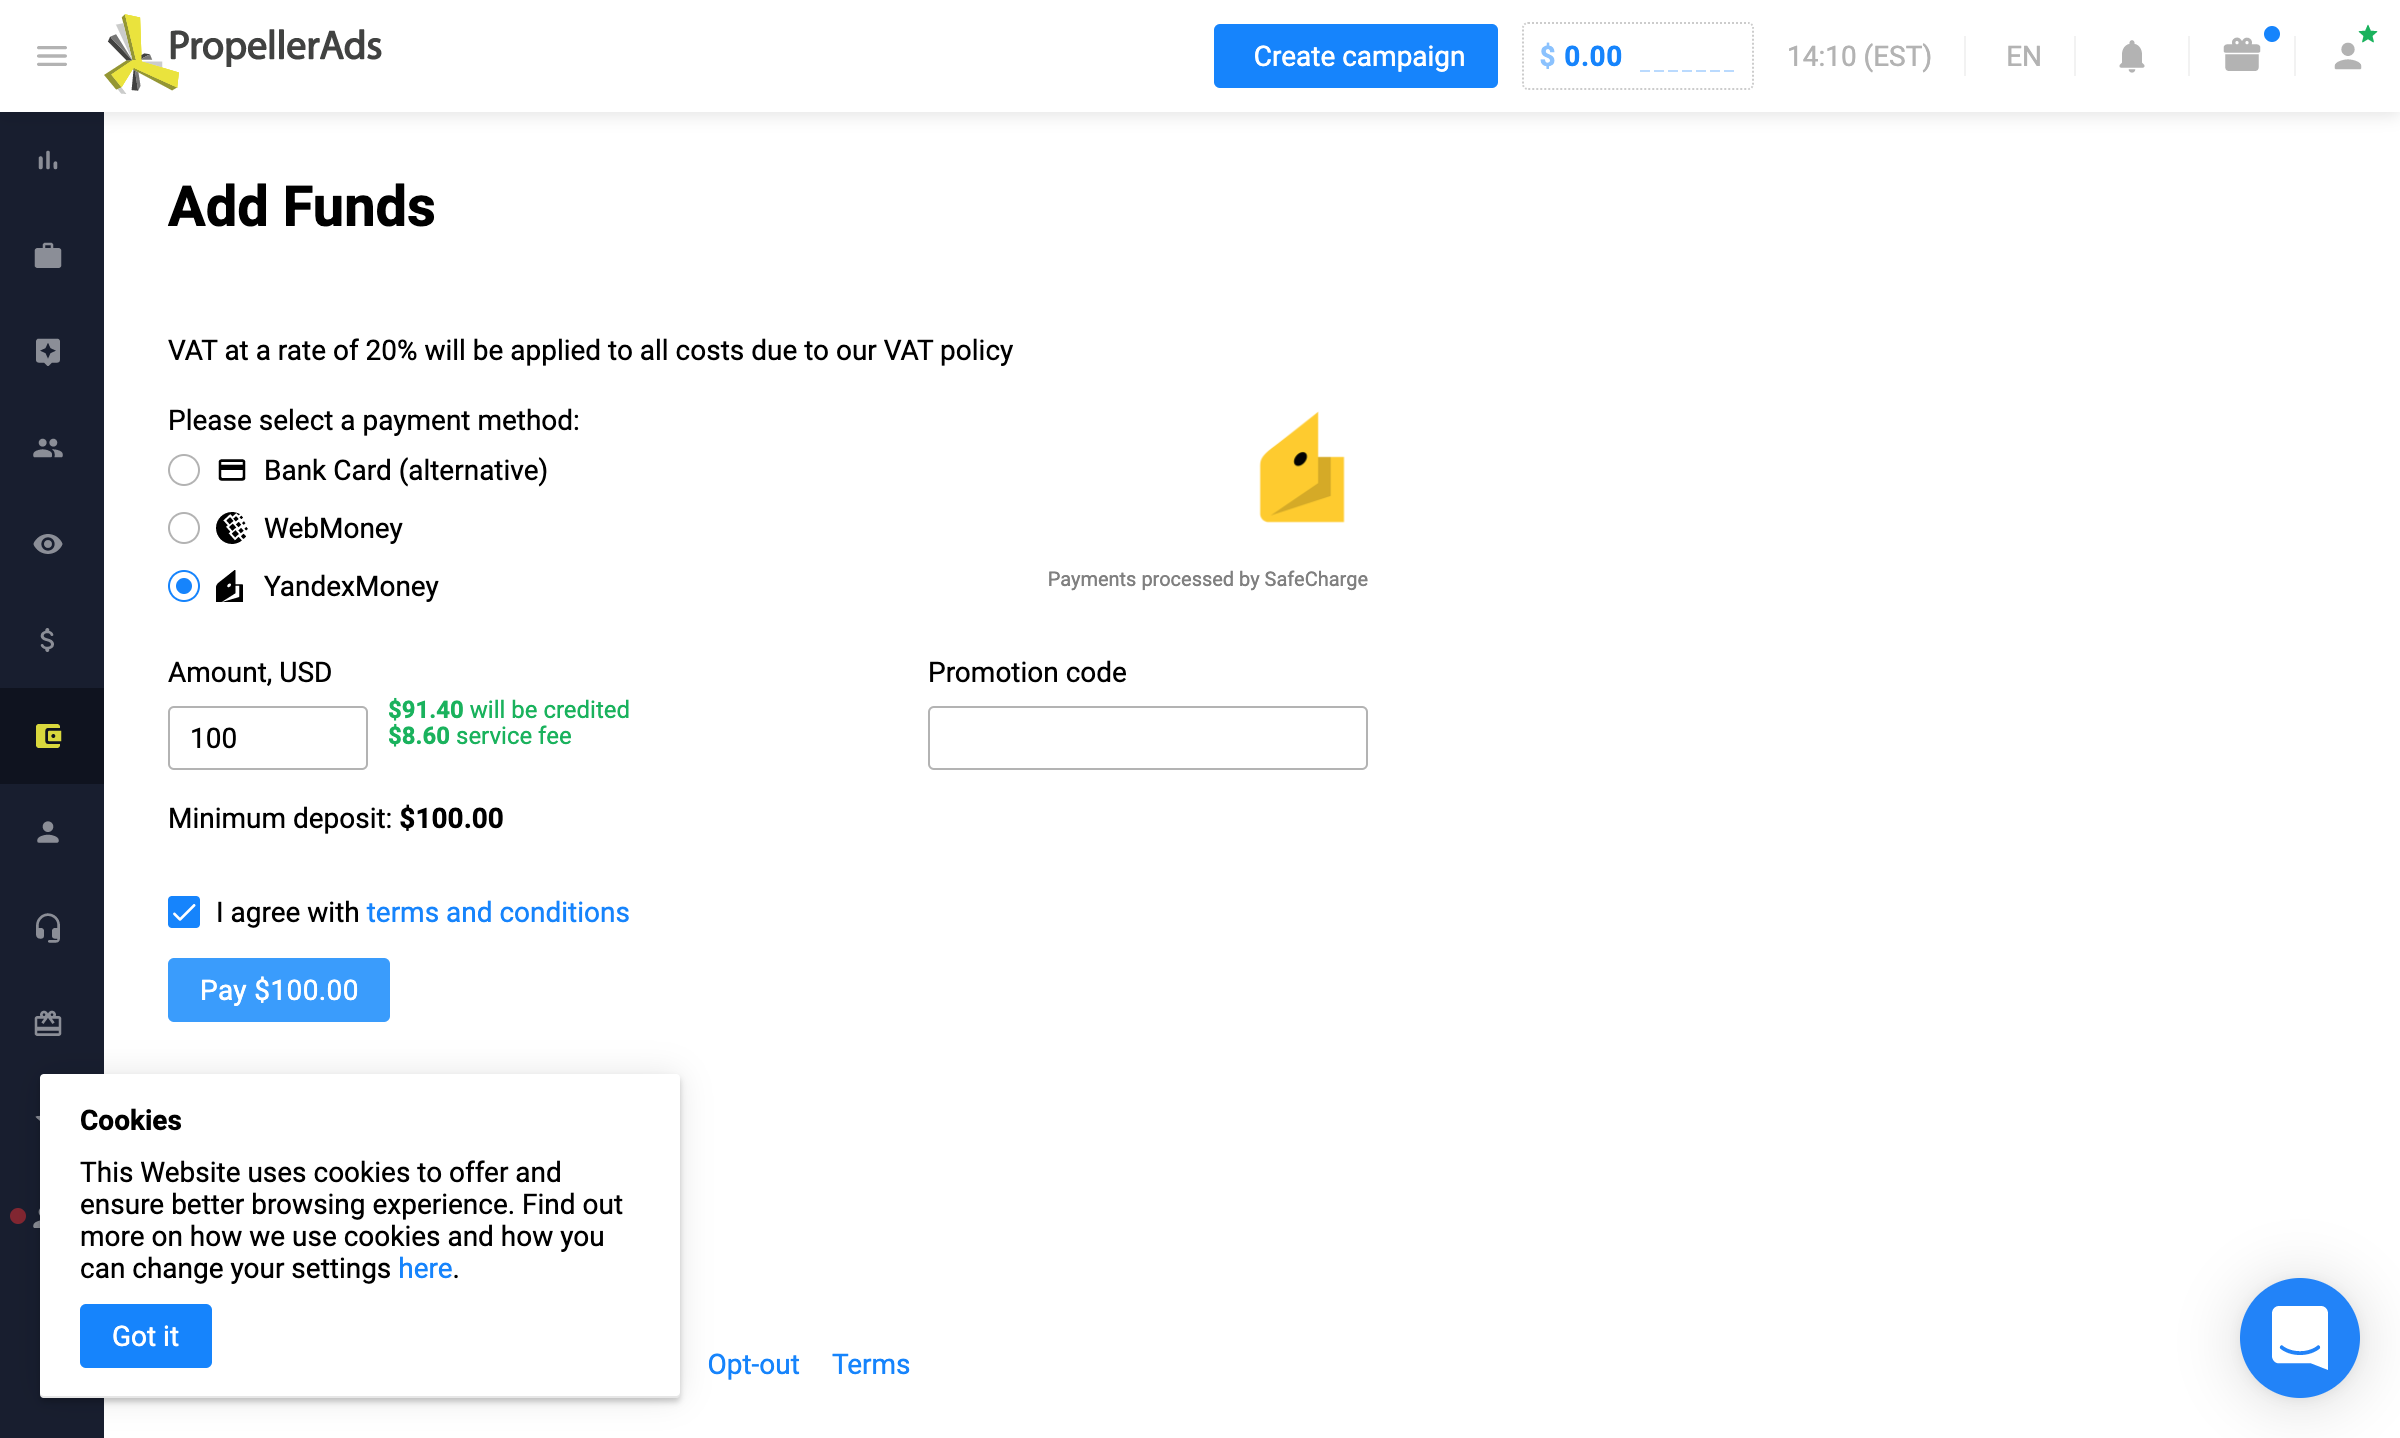 PropellerAds
Create campaign
$ 0.00
14:10 (EST)
EN
Add Funds
VAT at a rate of 20% will be applied to all costs due to our VAT policy
Please select a payment method:
Bank Card (alternative)
WebMoney
YandexMoney
Payments processed by SafeCharge
Amount, USD
100
$91.40 will be credited
$8.60 service fee
Promotion code
Minimum deposit: $100.00
I agree with terms and conditions
Pay $100.00
Cookies
This Website uses cookies to offer and
ensure better browsing experience. Find out
more on how we use cookies and how you
can change your settings here.
Got it
Opt-out
Terms